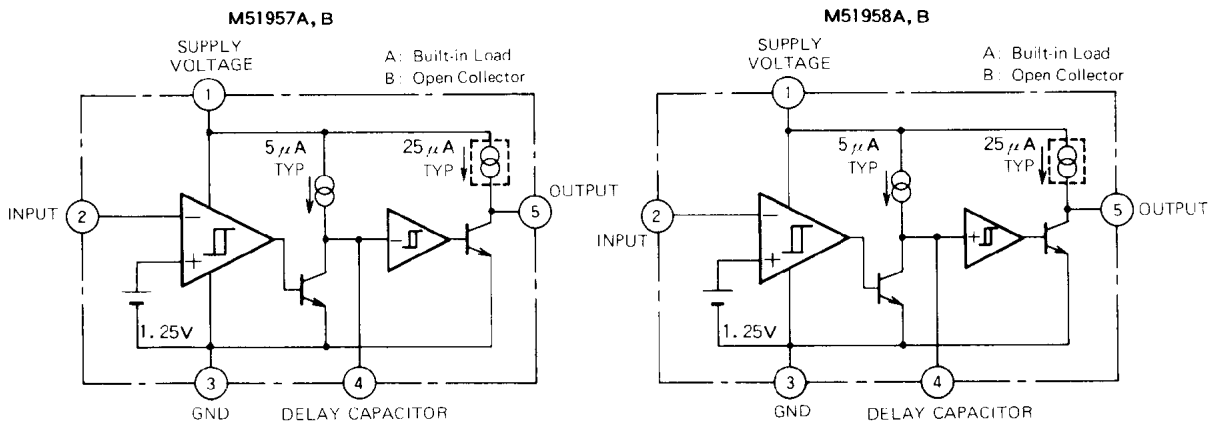 M51957A, B
SUPPLY
VOLTAGE
A: Built-in Load
B: Open Collector
1
5μA
TYP
25μA
TYP
OUTPUT
INPUT
2
−
+
−
5
1.25V
3
4
GND
DELAY CAPACITOR
M51958A, B
SUPPLY
VOLTAGE
A: Built-in Load
B: Open Collector
1
5μA
TYP
25μA
TYP
2
INPUT
−
+
+
5
OUTPUT
1.25V
3
4
GND
DELAY CAPACITOR